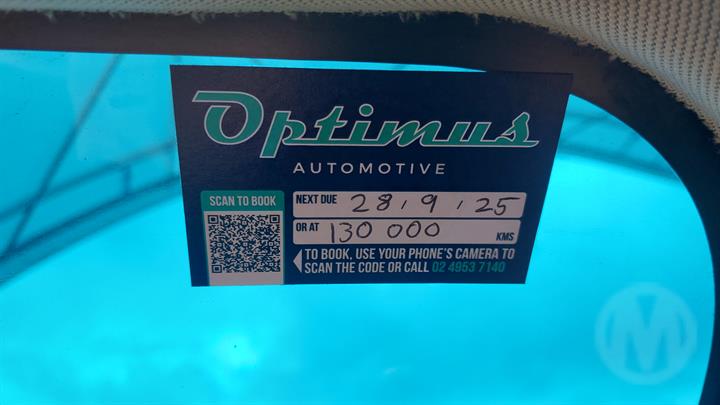 Optimus
AUTOMOTIVE
SCAN TO BOOK
NEXT DUE 28, 9, 25
OR AT 130 000 KMS
TO BOOK, USE YOUR PHONE'S CAMERA TO
SCAN THE CODE OR CALL 02 4953 7140
M